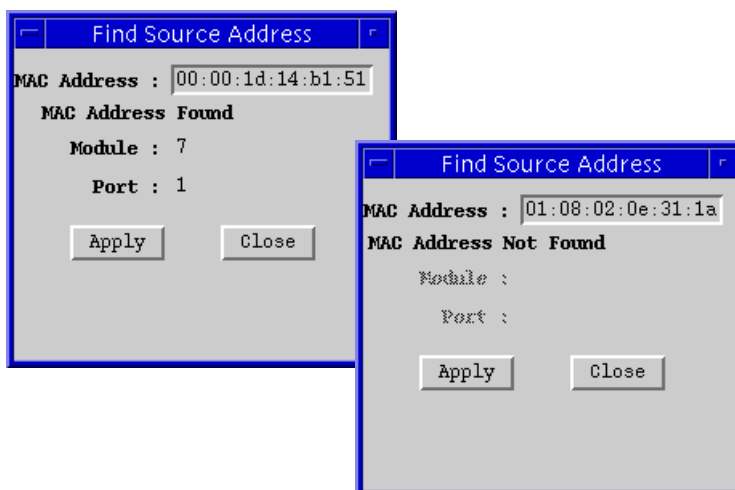 Find Source Address
MAC Address : 00:00:1d:14:b1:51
MAC Address Found
Module : 7
Port : 1
Apply Close
Find Source Address
MAC Address : 01:08:02:0e:31:1a
MAC Address Not Found
Module :
Port :
Apply Close